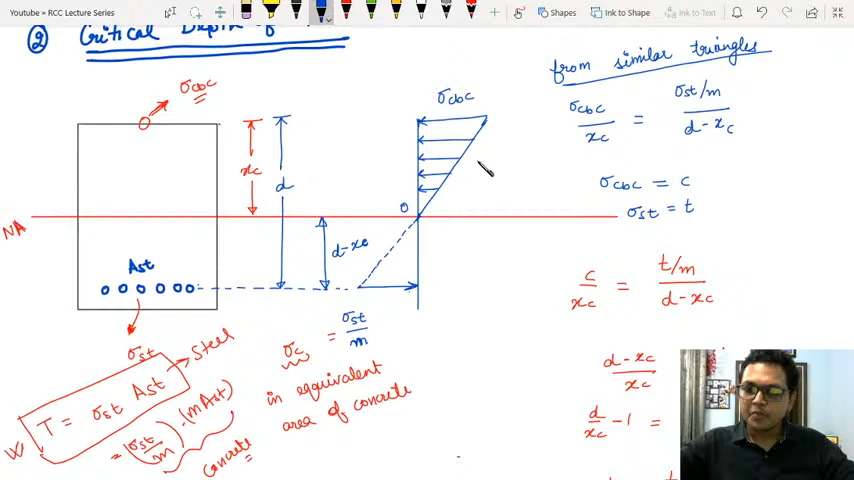 Youtube » RCC Lecture Series
Shapes
Ink to Shape
Ink to Text
② Critical Depth of
σcbc
xc
d
NA
Ast
σst
T = σst Ast
→ Steel
= (σst/m) · (m Ast)
Concrete
σcbc
0
d-xc
σc = σst/m
in equivalent
area of concrete
from similar triangles
σcbc/xc = σst/m / d-xc
σcbc = c
σst = t
c/xc = t/m / d-xc
d-xc/xc
d/xc -1 =